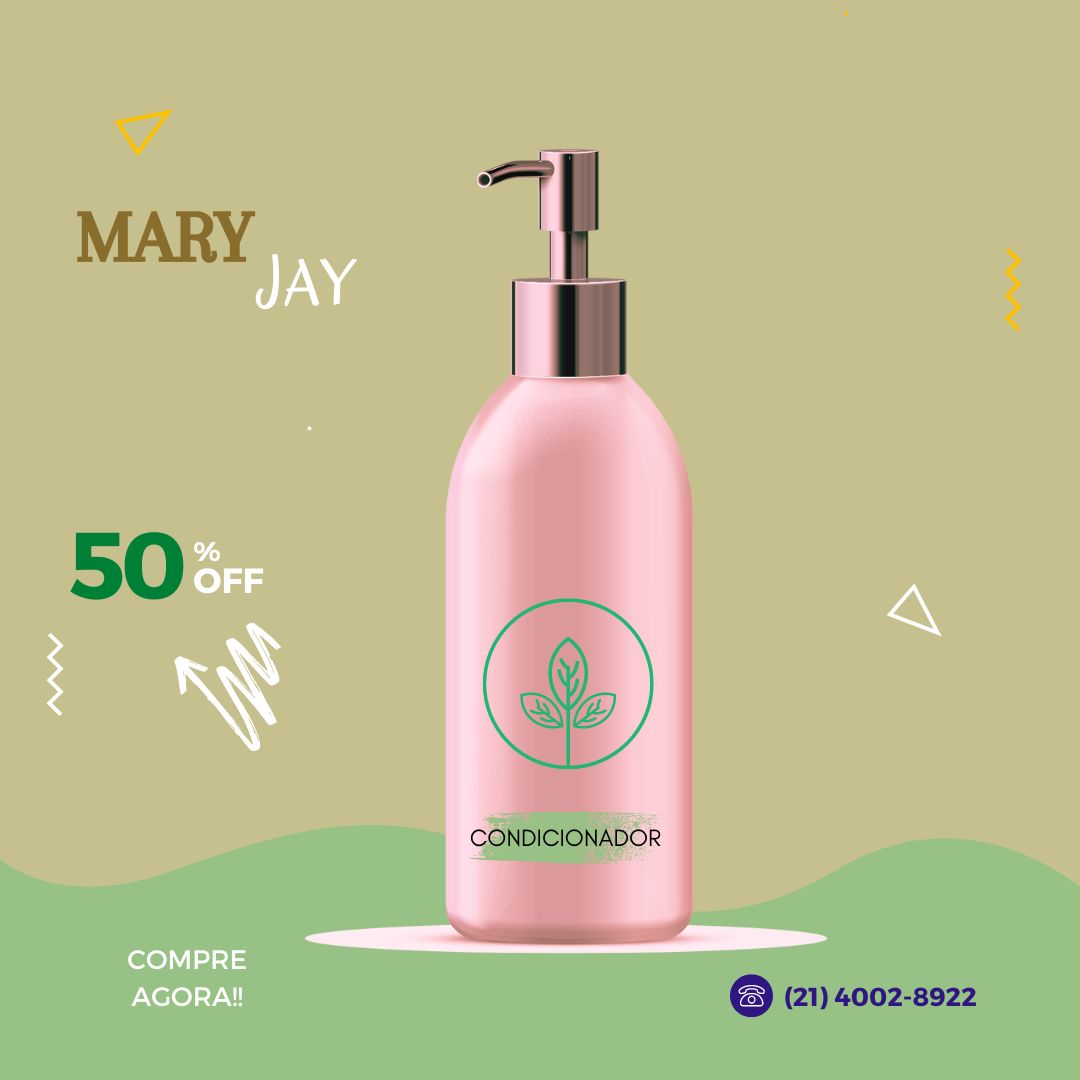 MARY
JAY
50 %
OFF
CONDICIONADOR
COMPRE
AGORA!!
(21) 4002-8922